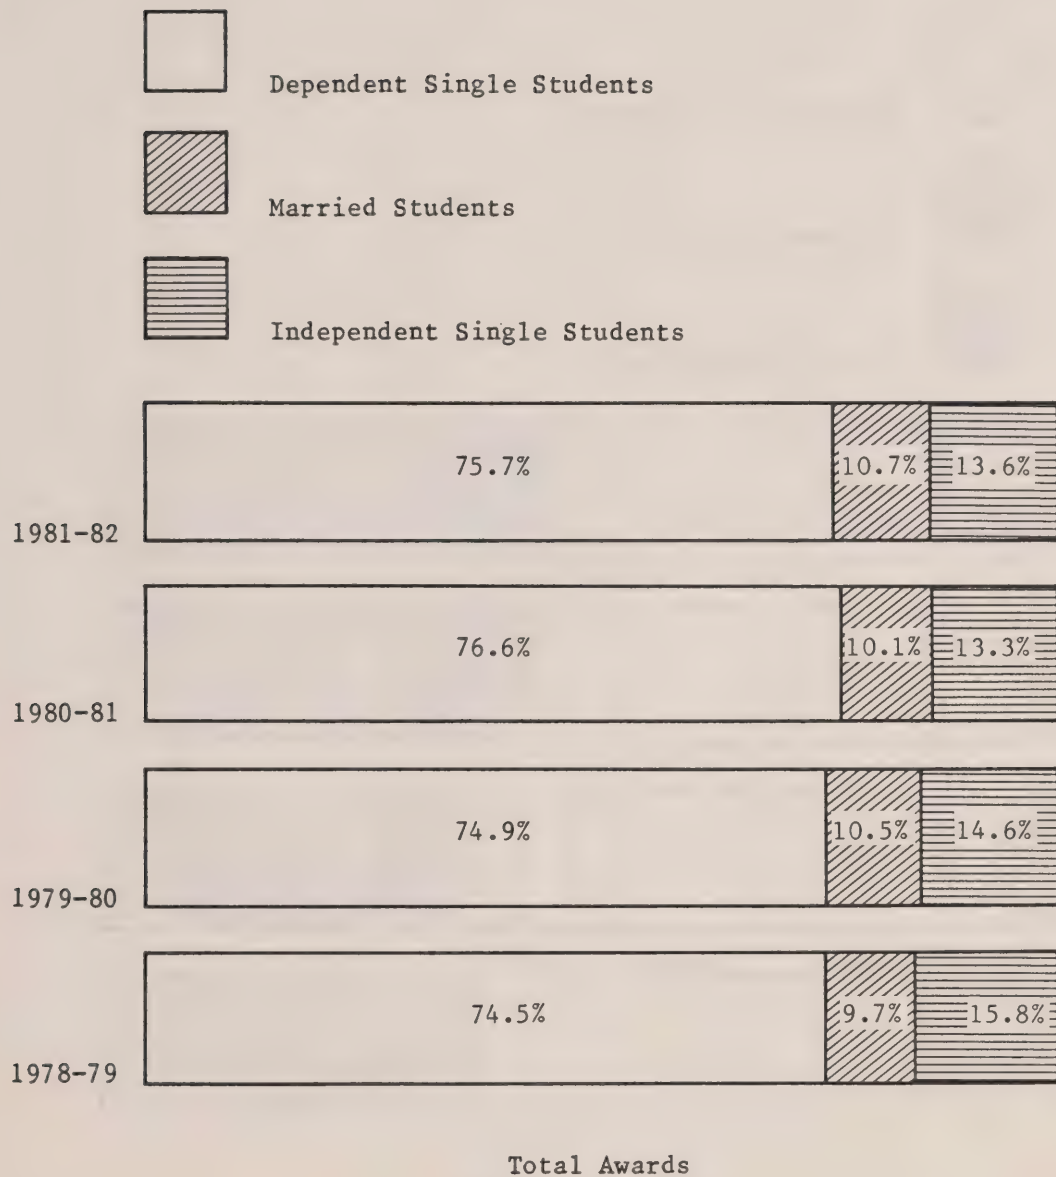 Dependent Single Students
Married Students
Independent Single Students
75.7% 10.7% 13.6%
1981-82
76.6% 10.1% 13.3%
1980-81
74.9% 10.5% 14.6%
1979-80
74.5% 9.7% 15.8%
1978-79
Total Awards